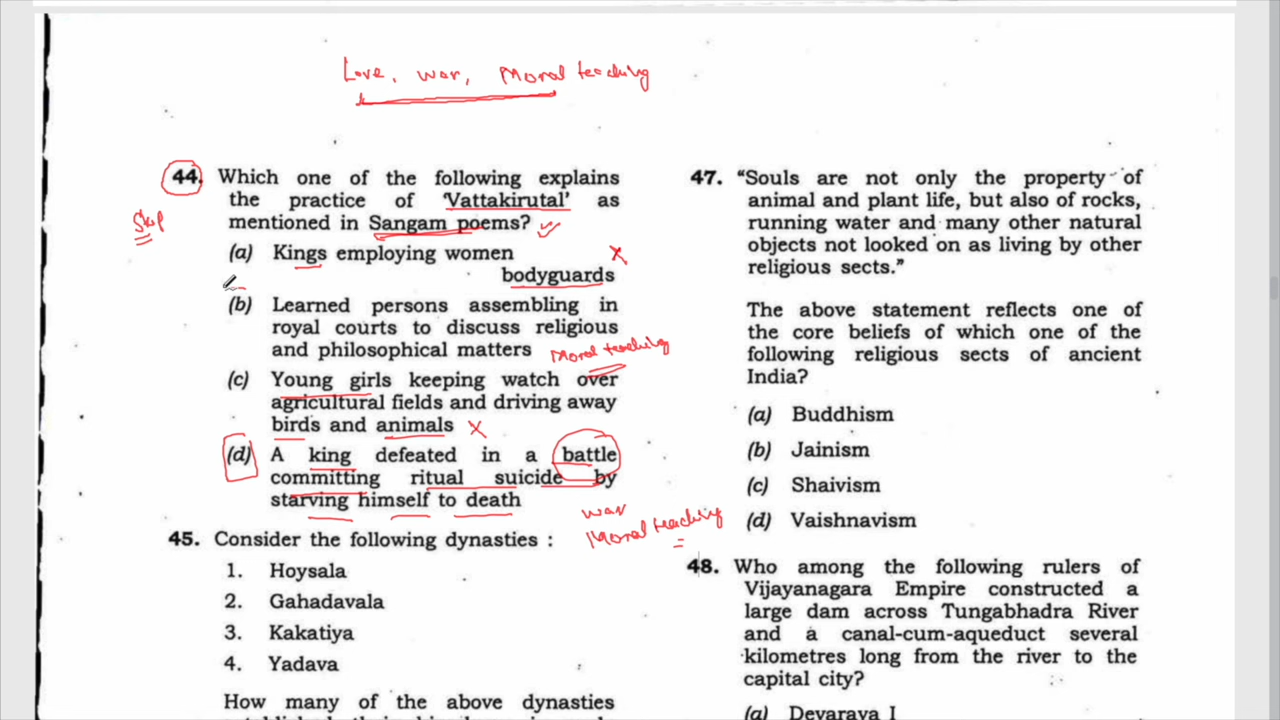 Love, war, Moral teaching
44. Which one of the following explains
the practice of 'Vattakirutal' as
mentioned in Sangam poems?
Skip
(a) Kings employing women
bodyguards
(b) Learned persons assembling in
royal courts to discuss religious
and philosophical matters
Moral teaching
(c) Young girls keeping watch over
agricultural fields and driving away
birds and animals
(d) A king defeated in a battle
committing ritual suicide by
starving himself to death
war
Moral teaching
45. Consider the following dynasties :
1. Hoysala
2. Gahadavala
3. Kakatiya
4. Yadava
How many of the above dynasties
47. "Souls are not only the property of
animal and plant life, but also of rocks,
running water and many other natural
objects not looked on as living by other
religious sects."
The above statement reflects one of
the core beliefs of which one of the
following religious sects of ancient
India?
(a) Buddhism
(b) Jainism
(c) Shaivism
(d) Vaishnavism
48. Who among the following rulers of
Vijayanagara Empire constructed a
large dam across Tungabhadra River
and a canal-cum-aqueduct several
kilometres long from the river to the
capital city?
(a) Devaraya I